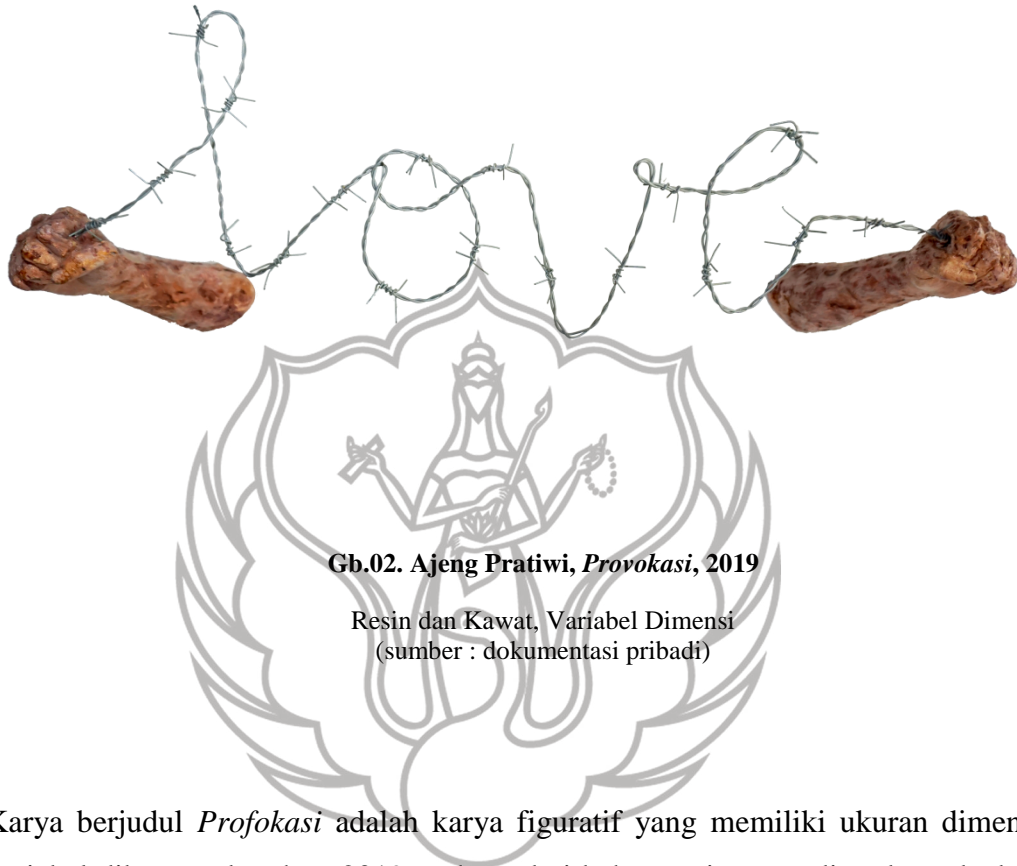 love
Gb.02. Ajeng Pratiwi, Provokasi, 2019
Resin dan Kawat, Variabel Dimensi
(sumber : dokumentasi pribadi)
Karya berjudul Profokasi adalah karya figuratif yang memiliki ukuran dimen